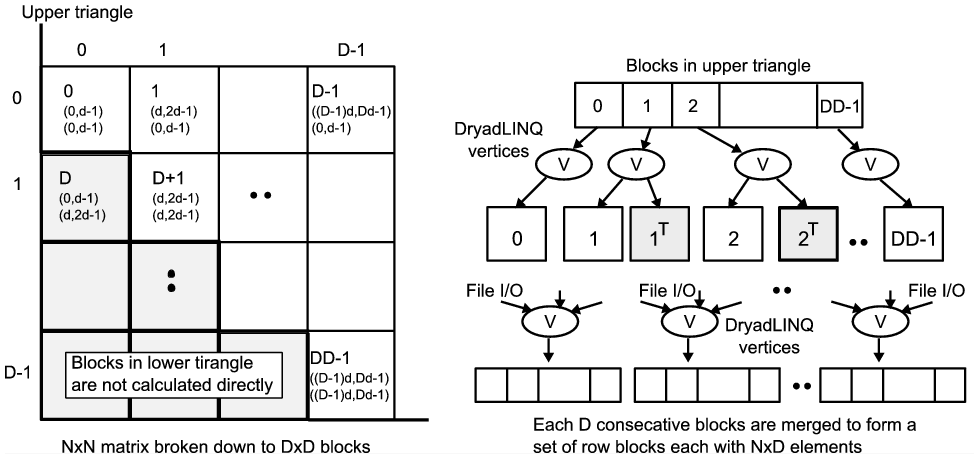 Upper triangle
0 1 D-1
0
0
(0,d-1)
(0,d-1)
1
(d,2d-1)
(0,d-1)
D-1
((D-1)d,Dd-1)
(0,d-1)
1
D
(0,d-1)
(d,2d-1)
D+1
(d,2d-1)
(d,2d-1)
D-1
Blocks in lower tirangle
are not calculated directly
DD-1
((D-1)d,Dd-1)
((D-1)d,Dd-1)
NxN matrix broken down to DxD blocks
Blocks in upper triangle
0 1 2 DD-1
DryadLINQ
vertices
V V V V
0 1 1T 2 2T DD-1
File I/O File I/O File I/O
V V V
DryadLINQ
vertices
Each D consecutive blocks are merged to form a
set of row blocks each with NxD elements